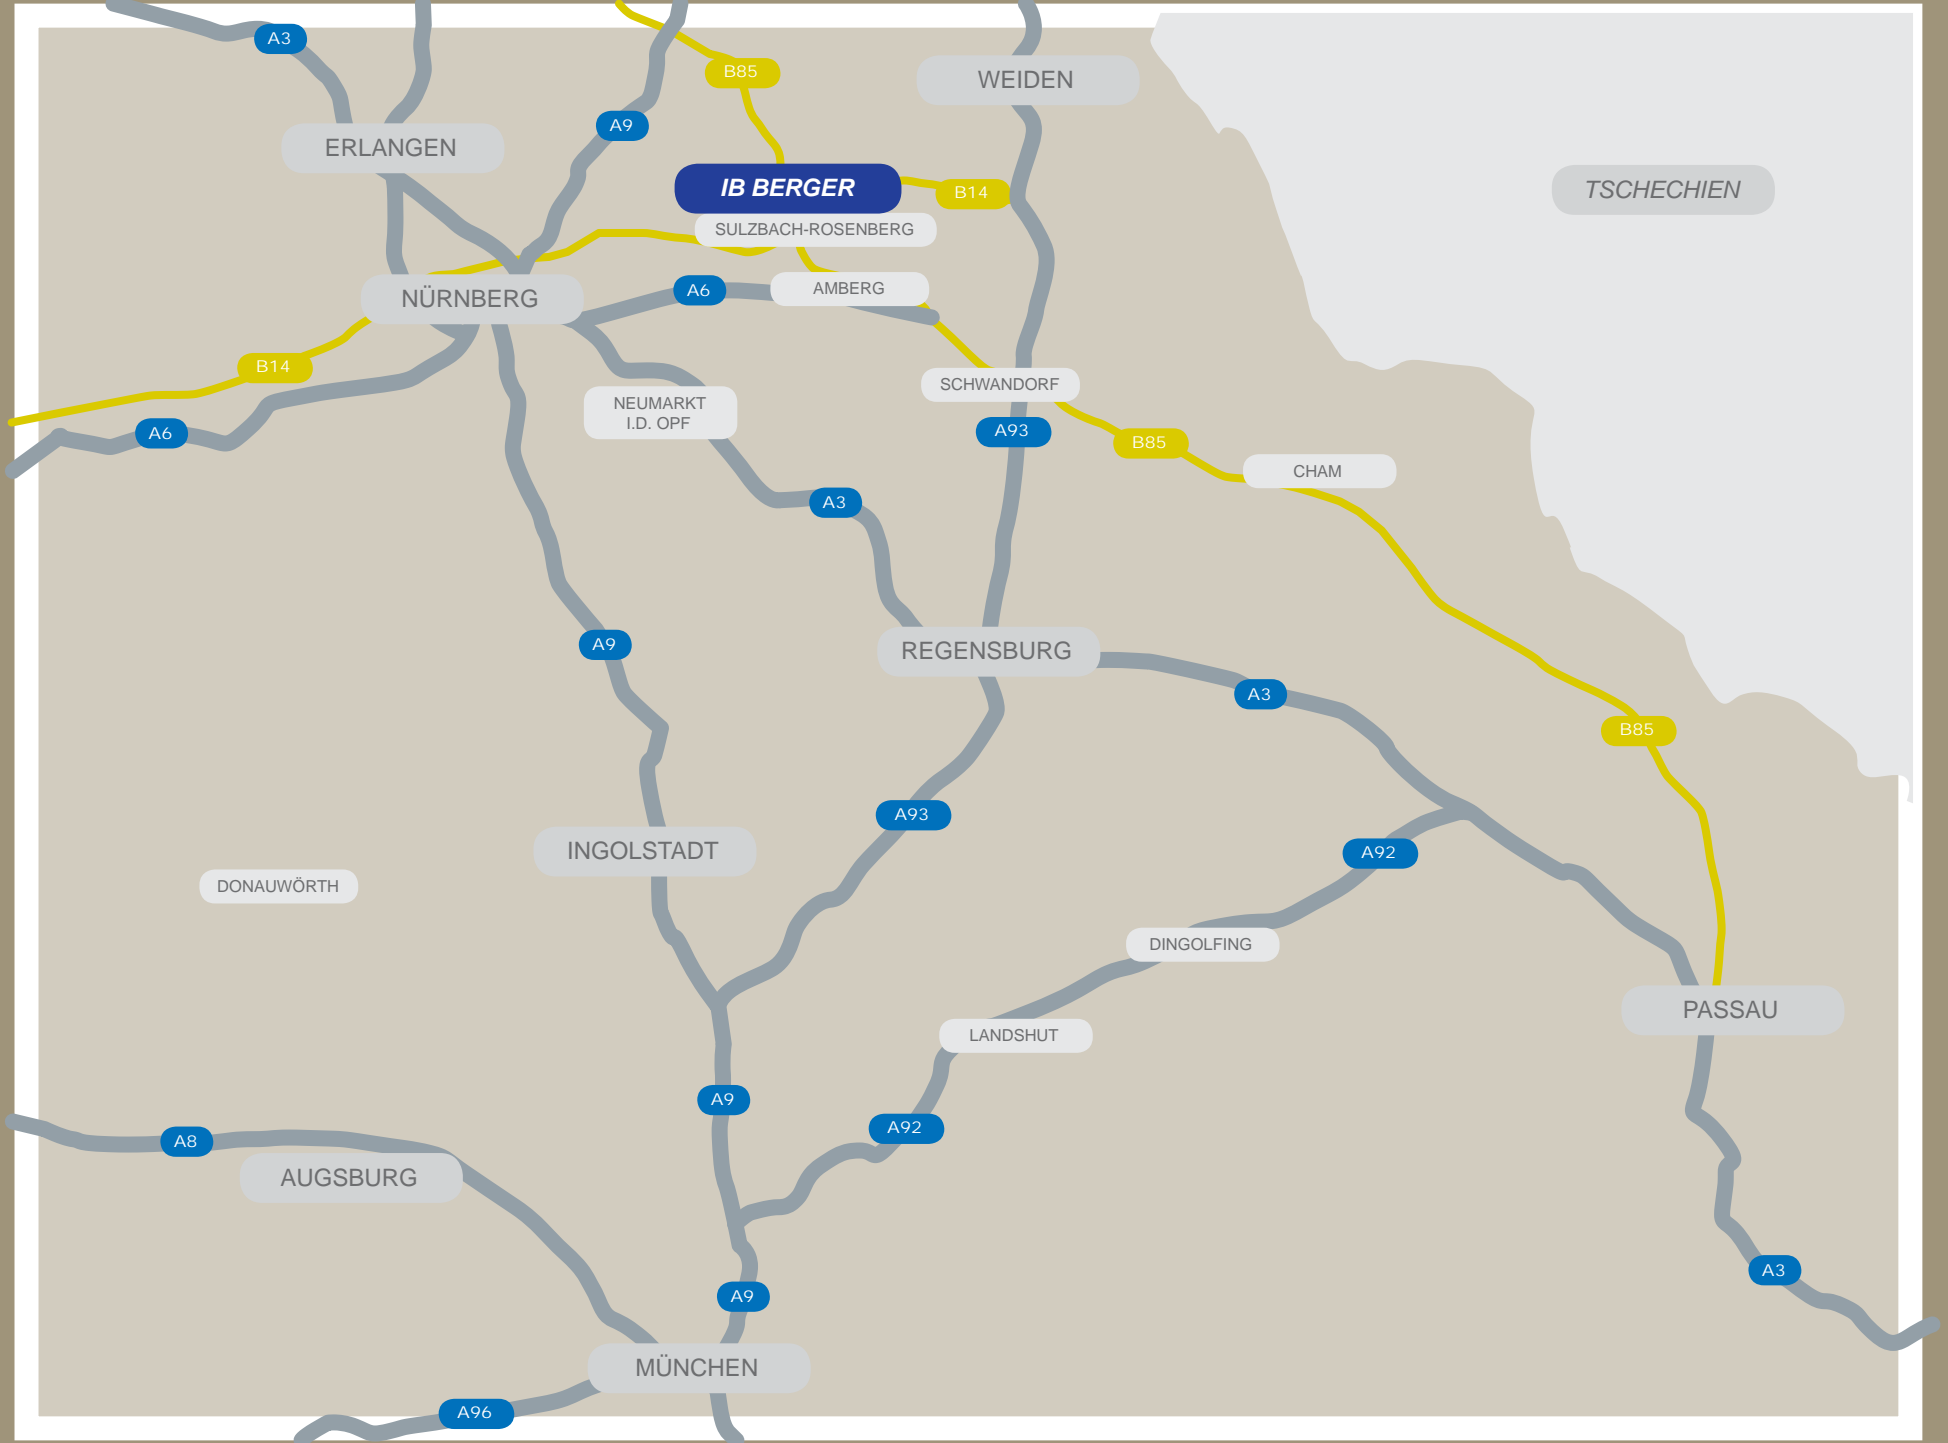 A3
B85
WEIDEN
A9
ERLANGEN
IB BERGER
B14
TSCHECHIEN
SULZBACH-ROSENBERG
NÜRNBERG
A6
AMBERG
B14
SCHWANDORF
NEUMARKT
I.D. OPF
A6
A93
B85
CHAM
A3
A9
REGENSBURG
A3
B85
A93
INGOLSTADT
A92
DONAUWÖRTH
DINGOLFING
PASSAU
LANDSHUT
A9
A92
A8
AUGSBURG
A3
A9
MÜNCHEN
A96